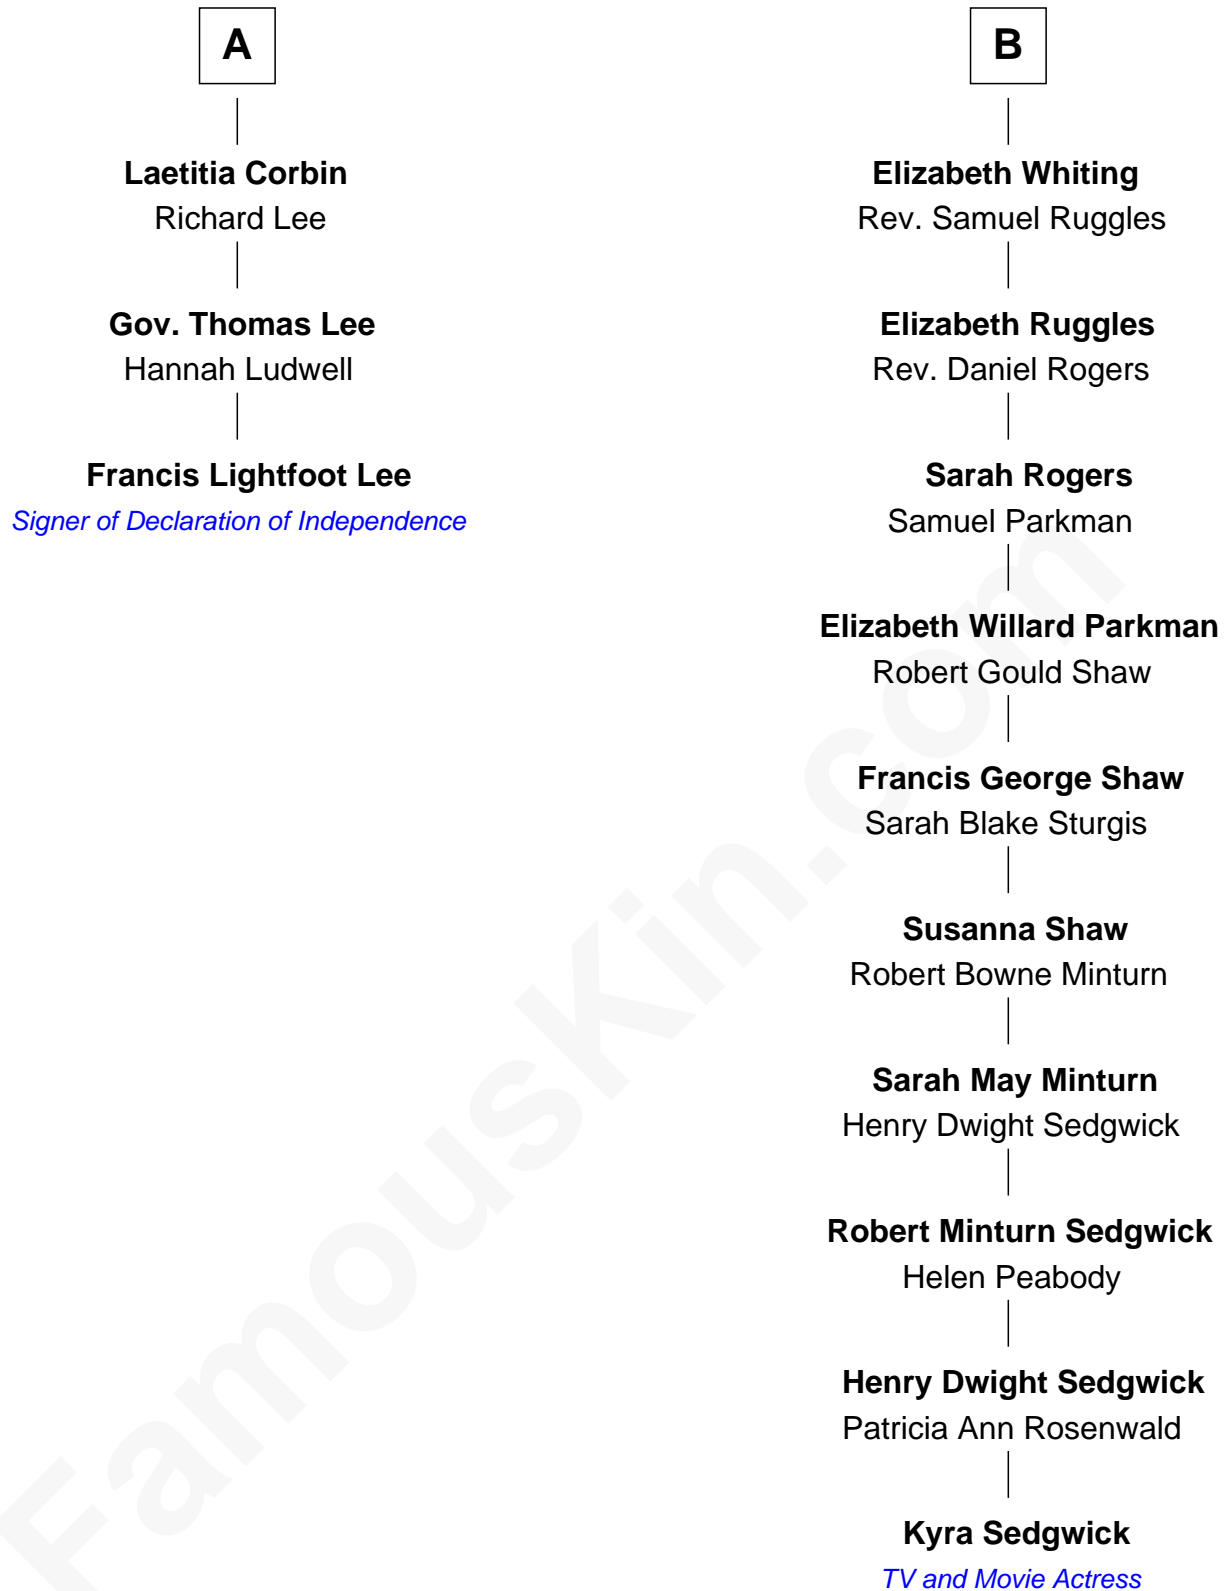 A
Laetitia Corbin
Richard Lee
Gov. Thomas Lee
Hannah Ludwell
Francis Lightfoot Lee
Signer of Declaration of Independence
B
Elizabeth Whiting
Rev. Samuel Ruggles
Elizabeth Ruggles
Rev. Daniel Rogers
Sarah Rogers
Samuel Parkman
Elizabeth Willard Parkman
Robert Gould Shaw
Francis George Shaw
Sarah Blake Sturgis
Susanna Shaw
Robert Bowne Minturn
Sarah May Minturn
Henry Dwight Sedgwick
Robert Minturn Sedgwick
Helen Peabody
Henry Dwight Sedgwick
Patricia Ann Rosenwald
Kyra Sedgwick
TV and Movie Actress
FamousKin.com